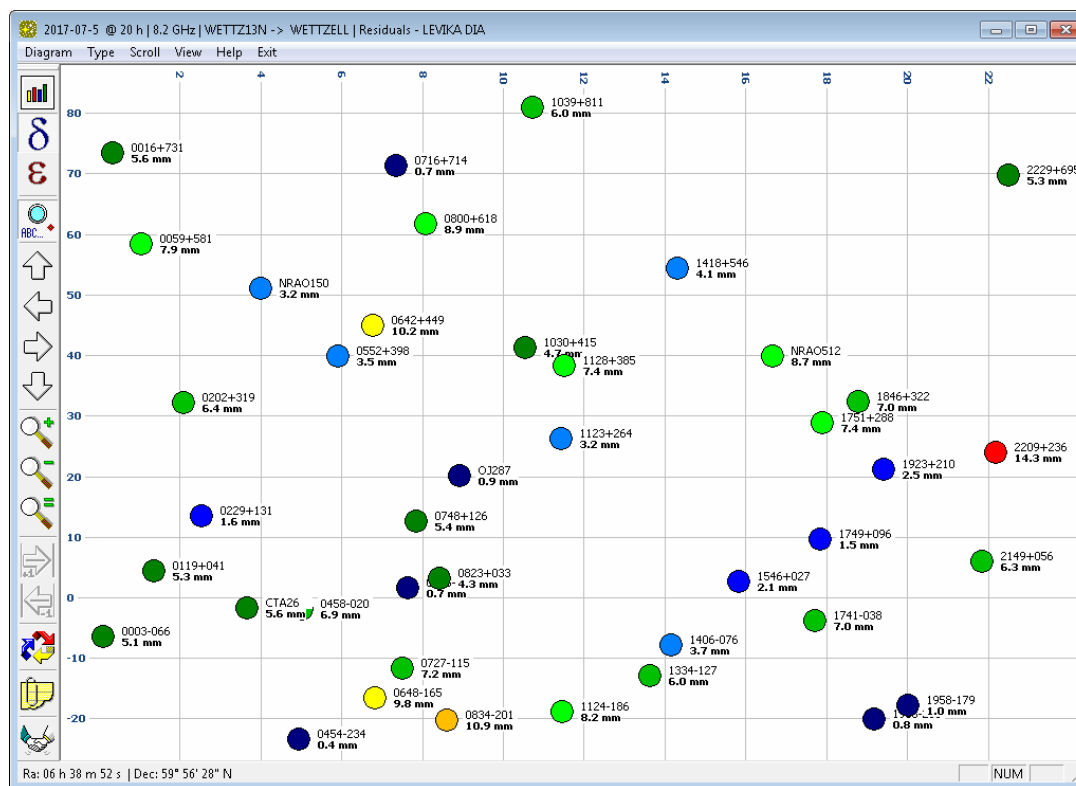 2017-07-5 @ 20 h | 8.2 GHz | WETTZ13N -> WETTZELL | Residuals - LEVIKA DIA
Diagram Type Scroll View Help Exit
2 4 6 8 10 12 14 16 18 20 22
δ
ε
ABC...
+1
-1
80
70
60
50
40
30
20
10
0
-10
-20
1039+811
6.0 mm
0016+731
5.6 mm
0716+714
0.7 mm
2229+695
5.3 mm
0800+618
8.9 mm
0059+581
7.9 mm
1418+546
4.1 mm
NRAO150
3.2 mm
0642+449
10.2 mm
0552+398
3.5 mm
1030+415
4.7 mm
1128+385
7.4 mm
NRAO512
8.7 mm
0202+319
6.4 mm
1846+322
7.0 mm
1751+288
7.4 mm
1123+264
3.2 mm
2209+236
14.3 mm
1923+210
2.5 mm
OJ287
0.9 mm
0229+131
1.6 mm
0748+126
5.4 mm
1749+096
1.5 mm
2149+056
6.3 mm
0119+041
5.3 mm
0823+033
4.3 mm
0.7 mm
1546+027
2.1 mm
CTA26
5.6 mm
0458-020
6.9 mm
1741-038
7.0 mm
0003-066
5.1 mm
1406-076
3.7 mm
0727-115
7.2 mm
1334-127
6.0 mm
0648-165
9.8 mm
0834-201
10.9 mm
1124-186
8.2 mm
1958-179
1.0 mm
0.8 mm
0454-234
0.4 mm
Ra: 06 h 38 m 52 s | Dec: 59° 56' 28" N
NUM